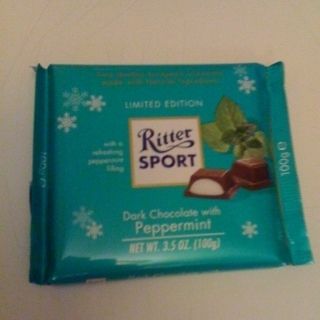 LIMITED EDITION
with a
refreshing
peppermint
filling
Ritter
SPORT
Dark Chocolate with
Peppermint
NET WT. 3.5 OZ. (100g)
100g e
100g